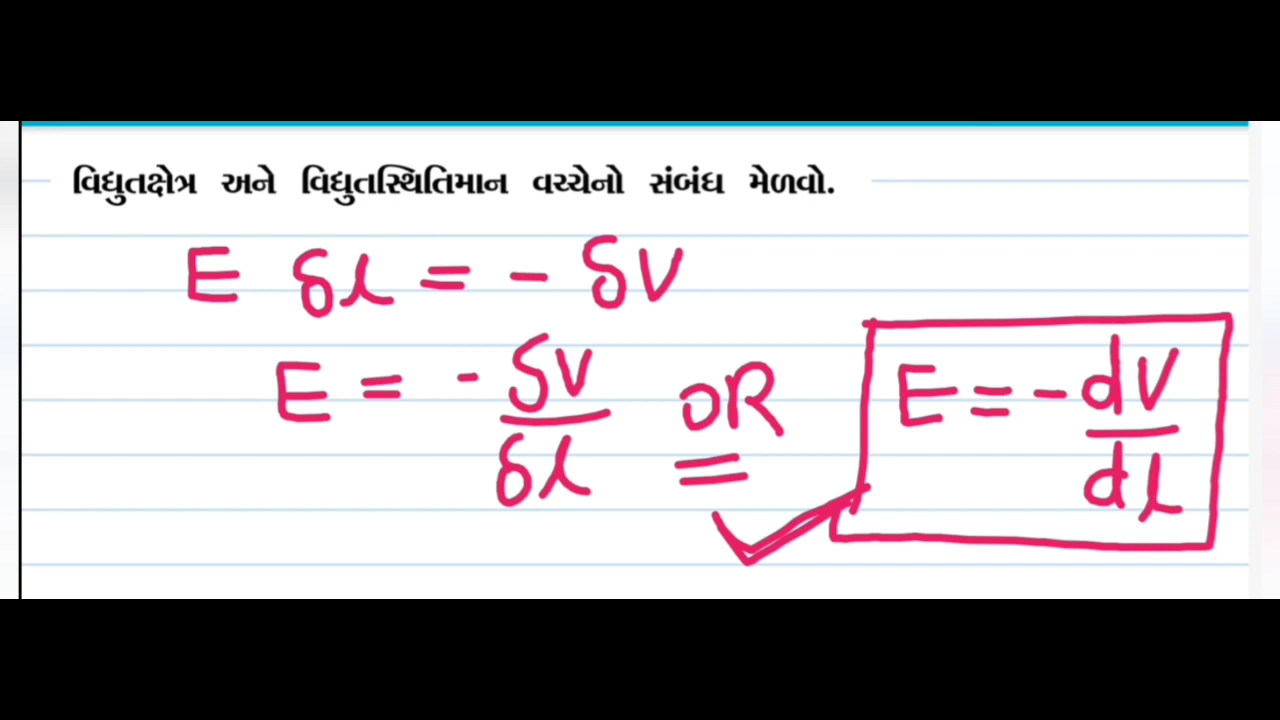 વિદ્યુતક્ષેત્ર અને વિદ્યુતસ્થિતિમાન વચ્ચેનો સંબંધ મેળવો.
E δl = - δV
E = - δV/δl OR E = - dV/dl